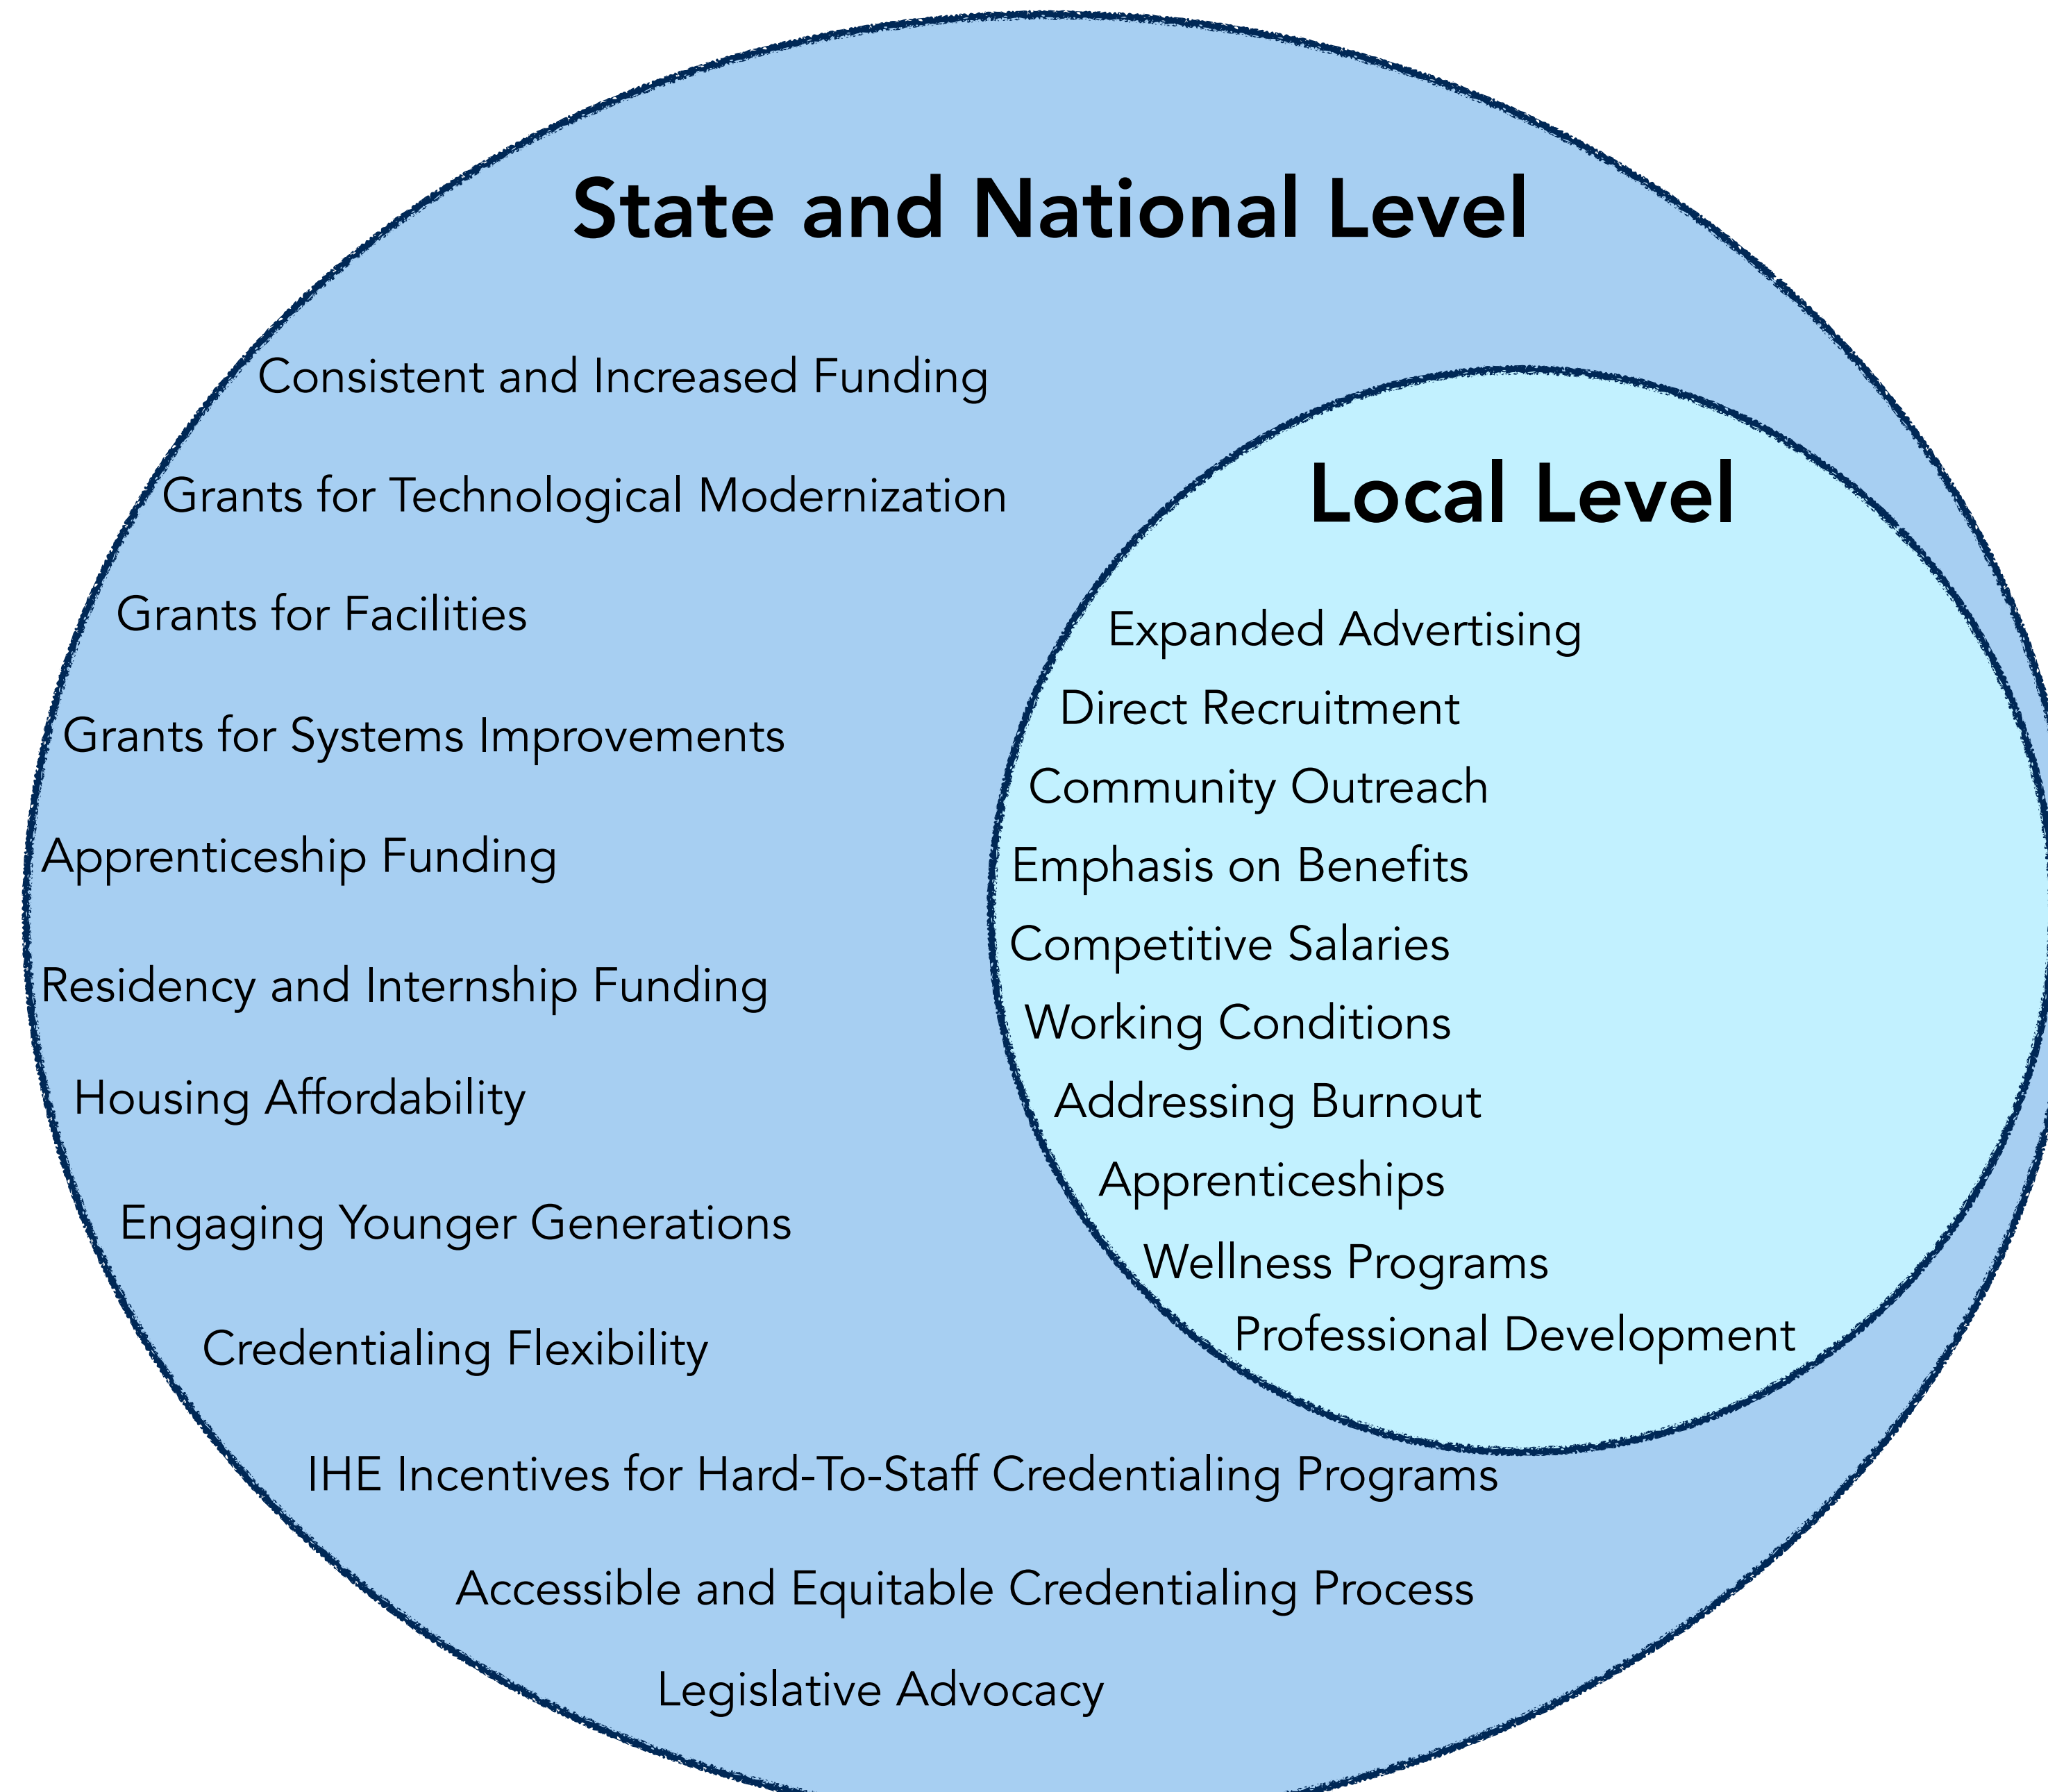 State and National Level
Consistent and Increased Funding
Grants for Technological Modernization
Grants for Facilities
Grants for Systems Improvements
Apprenticeship Funding
Residency and Internship Funding
Housing Affordability
Engaging Younger Generations
Credentialing Flexibility
IHE Incentives for Hard-To-Staff Credentialing Programs
Accessible and Equitable Credentialing Process
Legislative Advocacy
Local Level
Expanded Advertising
Direct Recruitment
Community Outreach
Emphasis on Benefits
Competitive Salaries
Working Conditions
Addressing Burnout
Apprenticeships
Wellness Programs
Professional Development